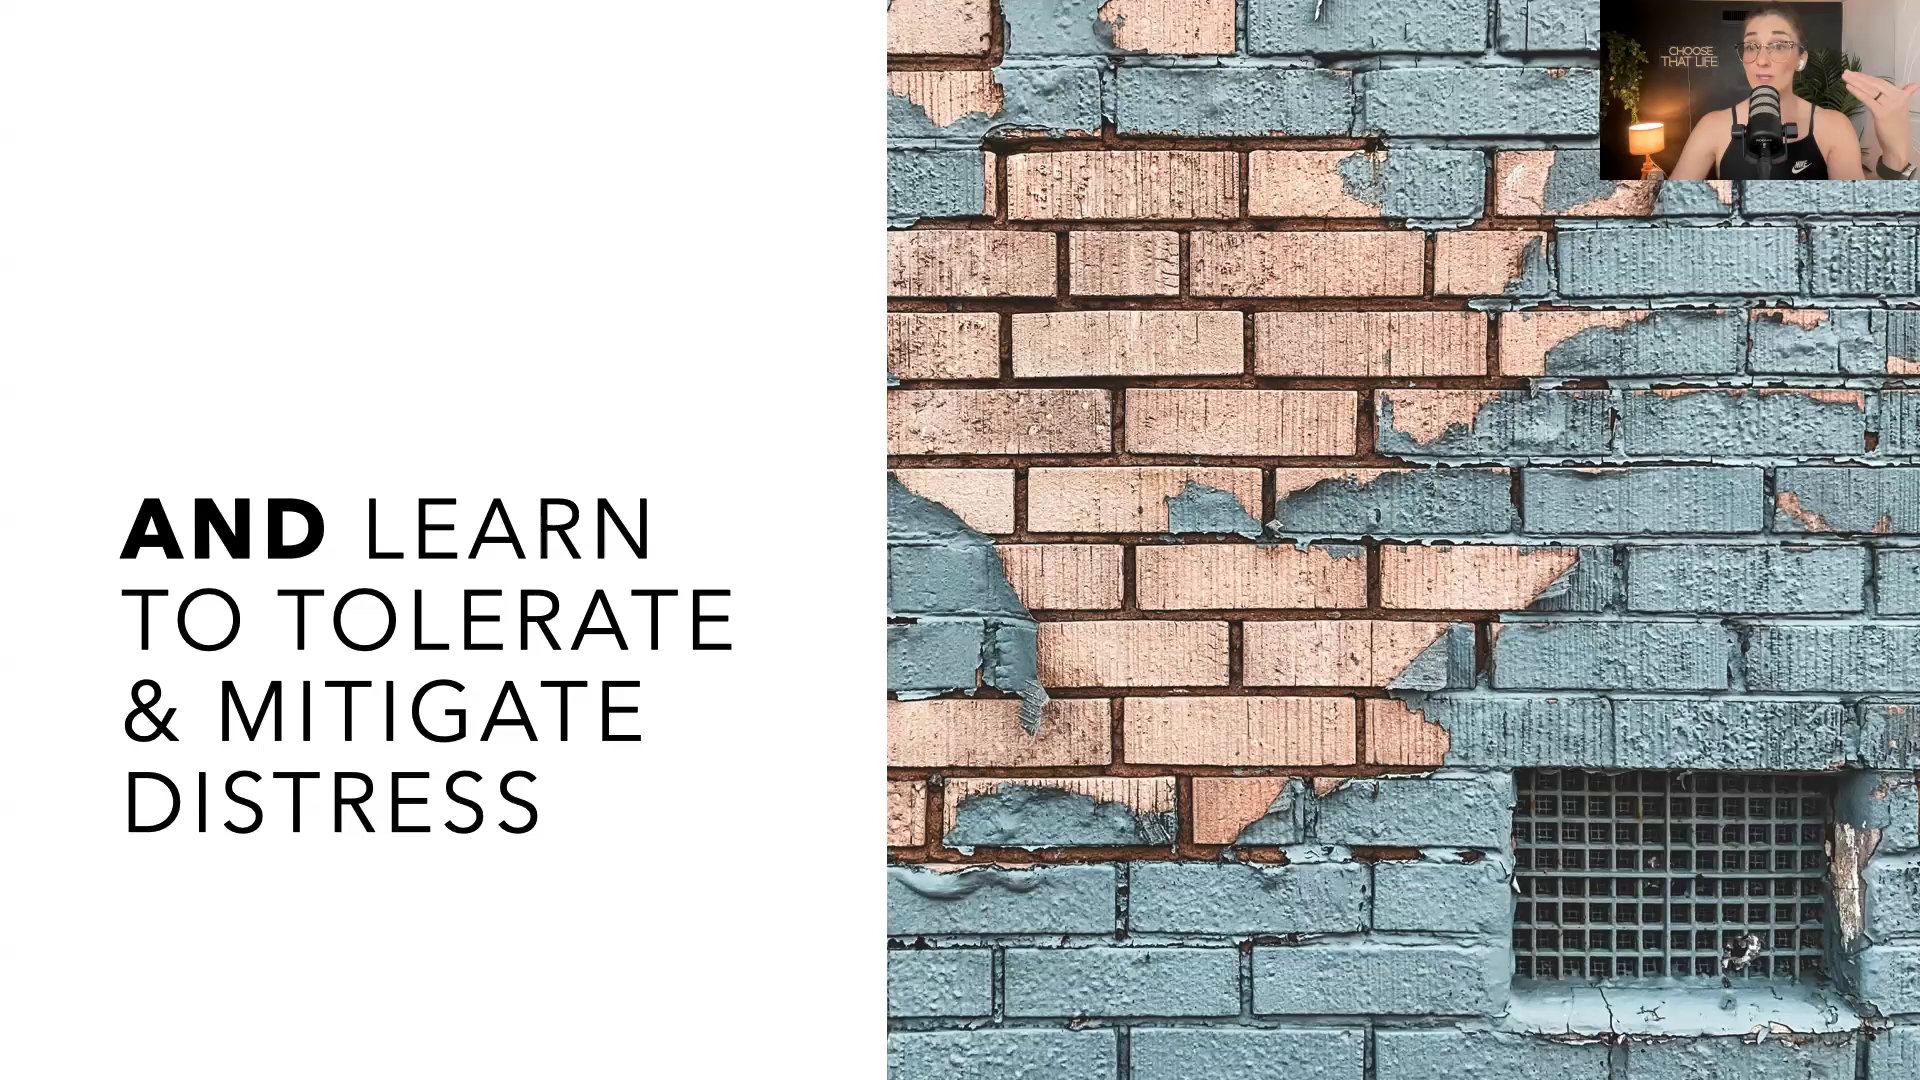 CHOOSE
THAT LIFE
AND LEARN
TO TOLERATE
& MITIGATE
DISTRESS